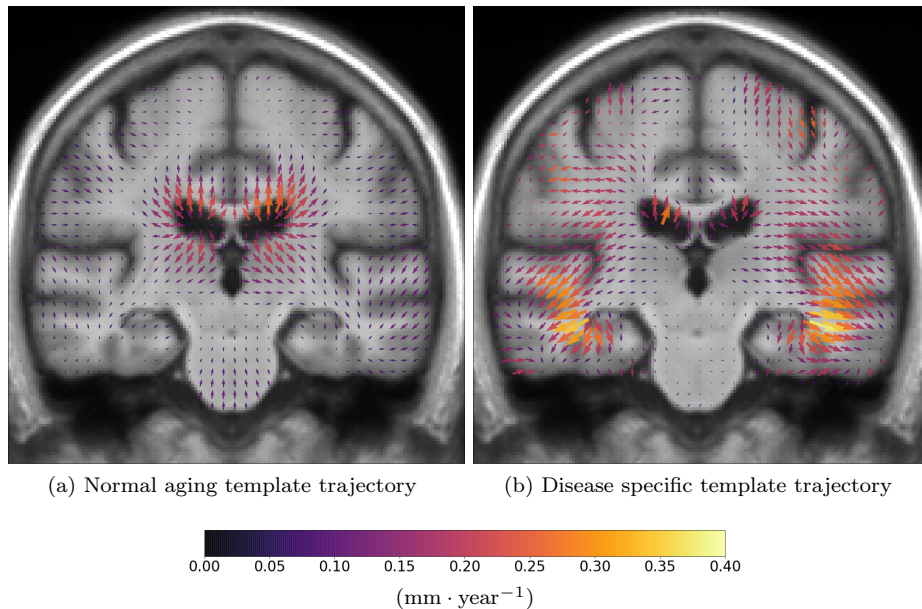 (a) Normal aging template trajectory
(b) Disease specific template trajectory
0.00 0.05 0.10 0.15 0.20 0.25 0.30 0.35 0.40
(mm · year⁻¹)